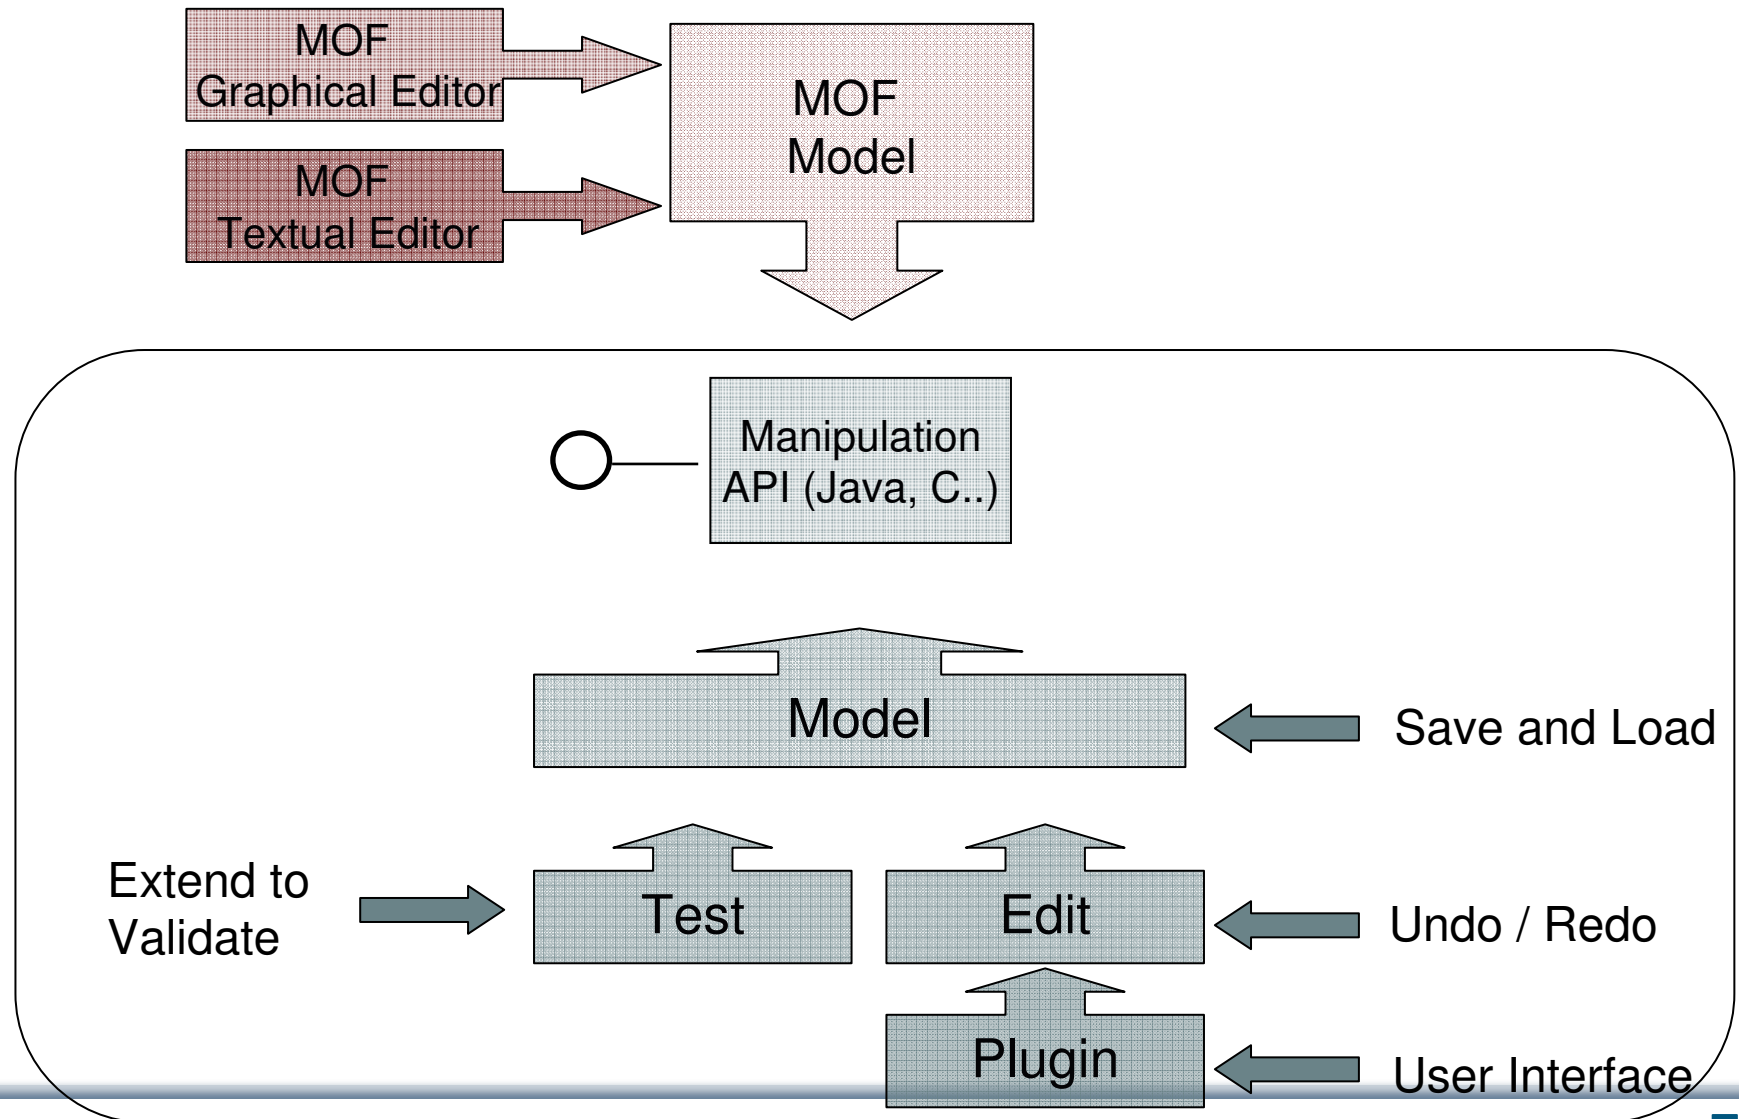 MOF
Graphical Editor
MOF
Model
MOF
Textual Editor
Manipulation
API (Java, C..)
Model
Save and Load
Extend to
Validate
Test
Edit
Undo / Redo
Plugin
User Interface